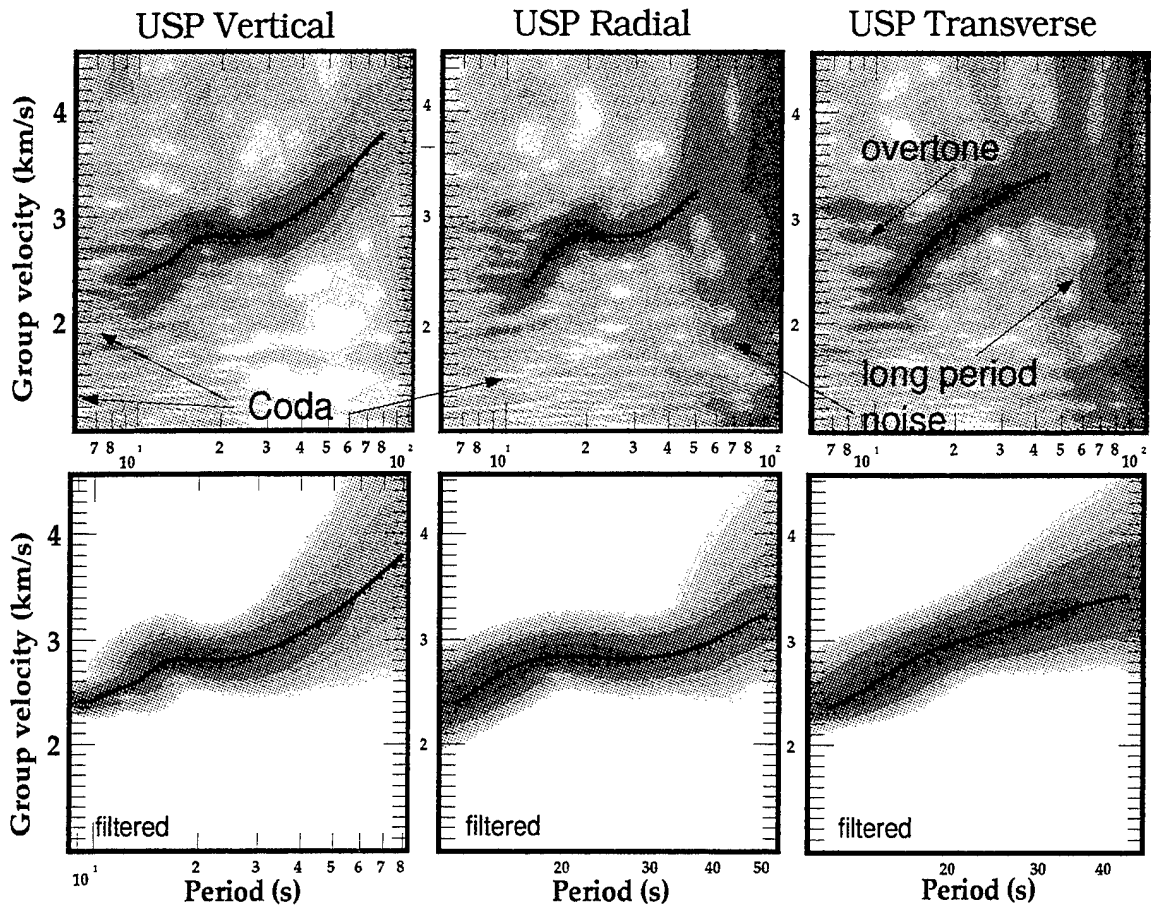 USP Vertical
USP Radial
USP Transverse
Group velocity (km/s)
4
3
2
4
3
2
4
3
2
overtone
long period
noise
Coda
7 8 10¹ 2 3 4 5 6 7 8 10²
7 8 10¹ 2 3 4 5 6 7 8 10²
7 8 10¹ 2 3 4 5 6 7 8 10²
Group velocity (km/s)
4
3
2
4
3
2
4
3
2
filtered
filtered
filtered
10¹ 2 3 4 5 6 7 8
20 30 40 50
20 30 40
Period (s)
Period (s)
Period (s)